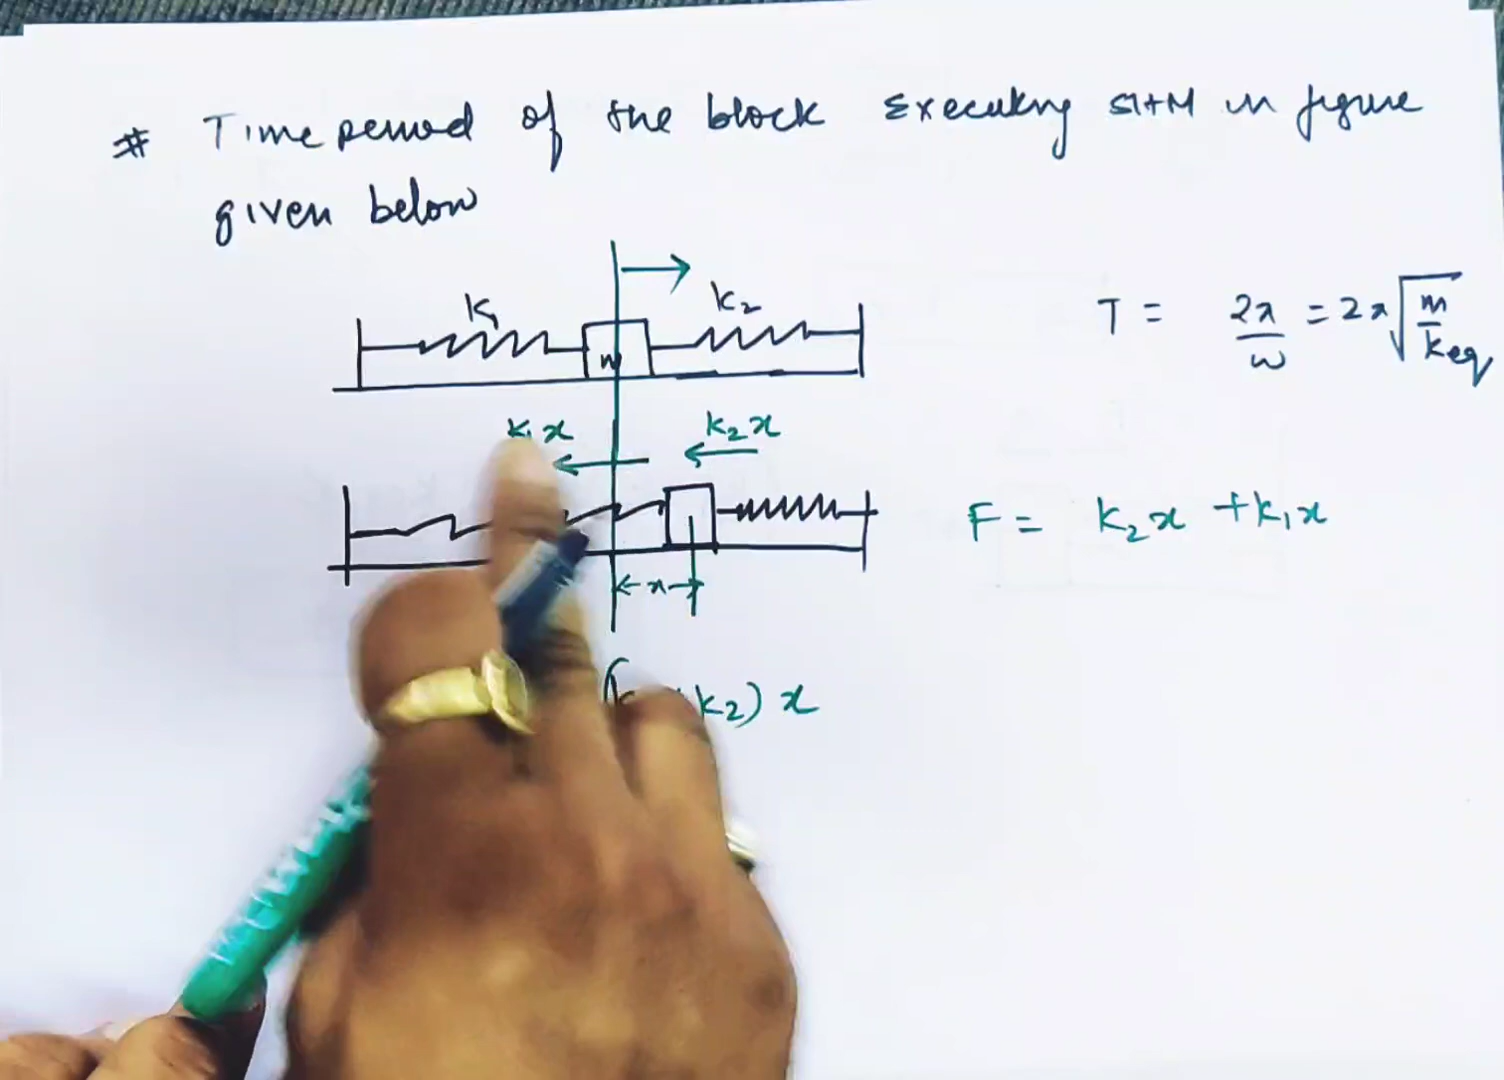 # Time period of the block executing SHM in figure
given below
K₁
k₂
m
T = 2π/ω = 2π√(m/keq)
k₁x
k₂x
F = k₂x + k₁x
x
k₂) x